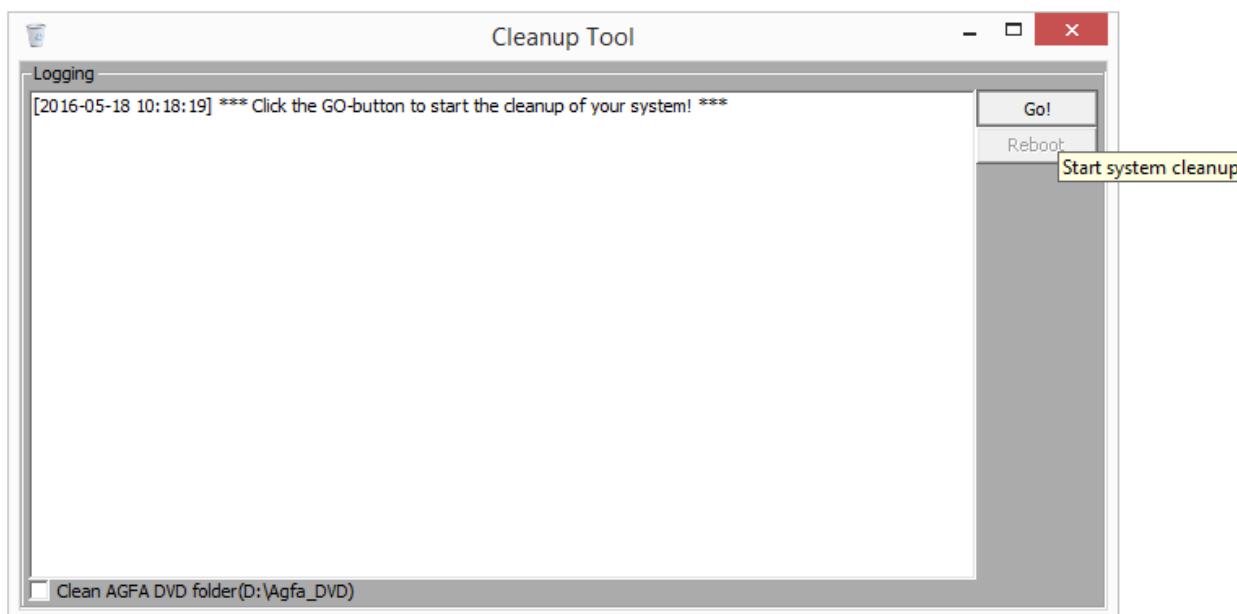 Cleanup Tool
Logging
[2016-05-18 10:18:19] *** Click the GO-button to start the cleanup of your system! ***
Go!
Reboot
Start system cleanup
Clean AGFA DVD folder(D:\Agfa_DVD)